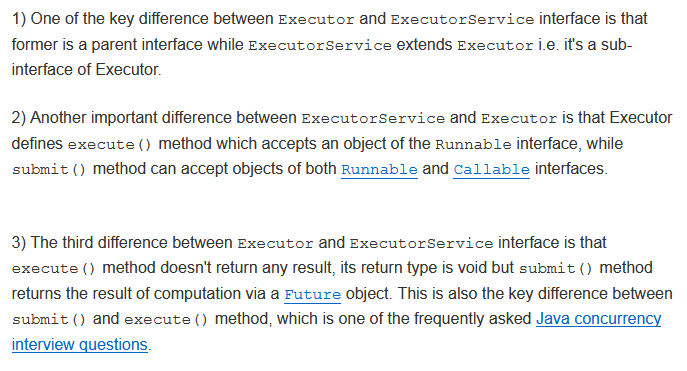 1) One of the key difference between Executor and ExecutorService interface is that
former is a parent interface while ExecutorService extends Executor i.e. it's a sub-
interface of Executor.
2) Another important difference between ExecutorService and Executor is that Executor
defines execute() method which accepts an object of the Runnable interface, while
submit() method can accept objects of both Runnable and Callable interfaces.
3) The third difference between Executor and ExecutorService interface is that
execute() method doesn't return any result, its return type is void but submit() method
returns the result of computation via a Future object. This is also the key difference between
submit() and execute() method, which is one of the frequently asked Java concurrency
interview questions.